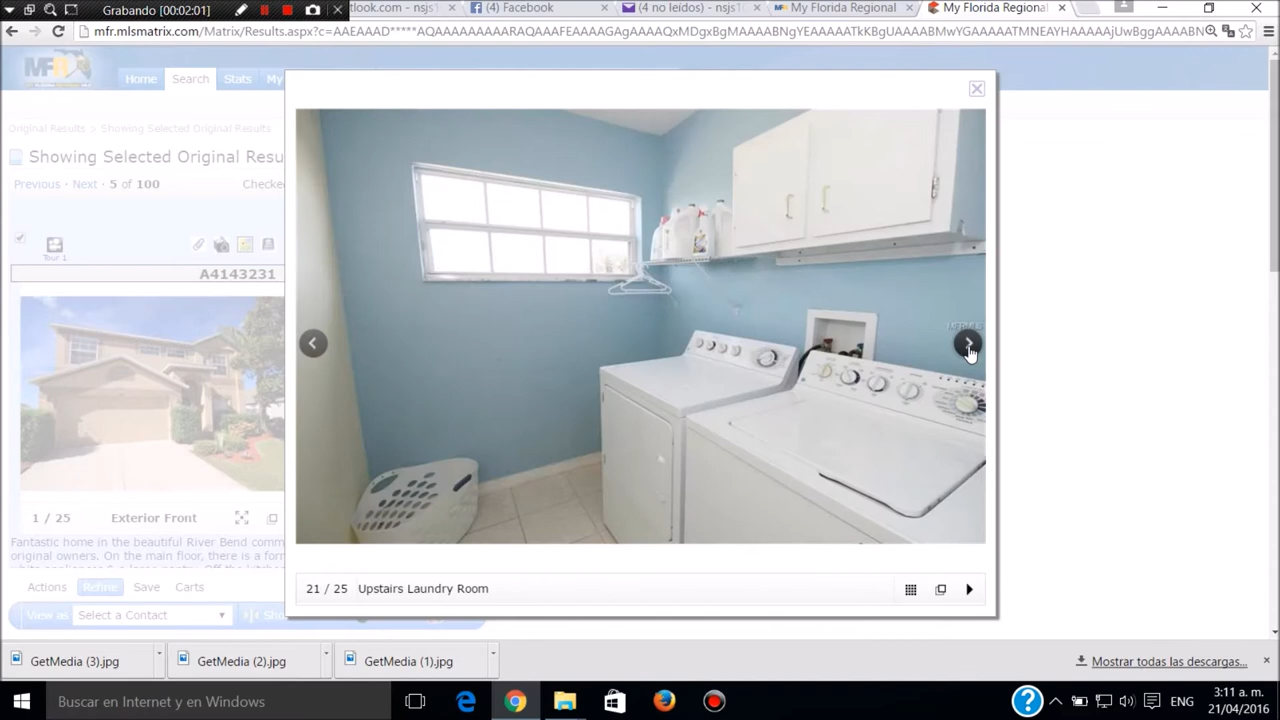 Grabando [00:02:01]
tlook.com - nsjs1
(4) Facebook
(4 no leídos) - nsjs10
My Florida Regional
My Florida Regional
mfr.mlsmatrix.com/Matrix/Results.aspx?c=AAEAAAD*****AQAAAAAAAAARAQAAAFEAAAAGAgAAAAQxMDgxBgMAAAABNgYEAAAAATkKBgUAAAABMwYGAAAAATMNEAYHAAAAAjUwBggAAAABN
MFR
Home
Search
Stats
My
Original Results > Showing Selected Original Results
Showing Selected Original Resu
Previous · Next · 5 of 100
Checke
Tour 1
A4143231
1 / 25
Exterior Front
Fantastic home in the beautiful River Bend comm
original owners. On the main floor, there is a form
Actions
Refine
Save
Carts
View as
Select a Contact
21 / 25
Upstairs Laundry Room
GetMedia (3).jpg
GetMedia (2).jpg
GetMedia (1).jpg
Mostrar todas las descargas...
Buscar en Internet y en Windows
ENG
3:11 a. m.
21/04/2016